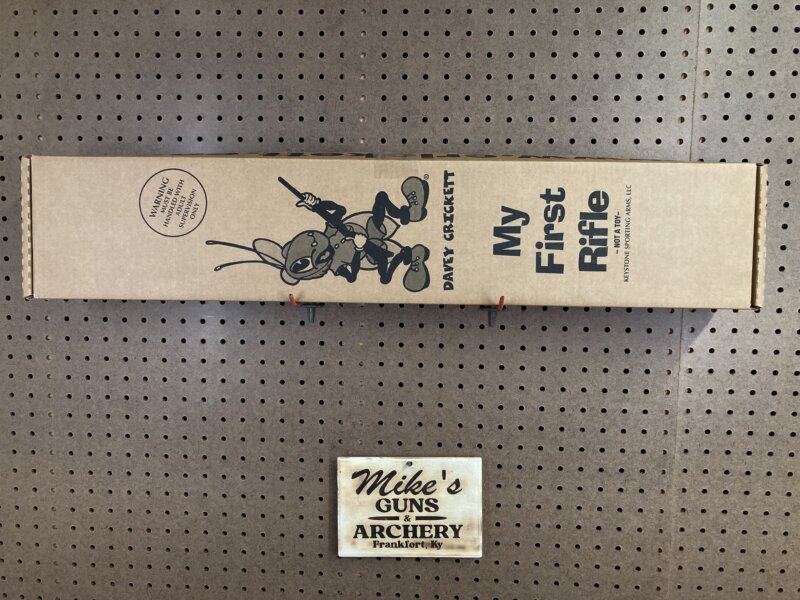 WARNING
MUST BE
HANDLED WITH
ADULT
SUPERVISION
ONLY
DAVEY CRICKETT®
My
First
Rifle
- NOT A TOY -
KEYSTONE SPORTING ARMS, LLC
Mike's
GUNS
&
ARCHERY
Frankfort, Ky